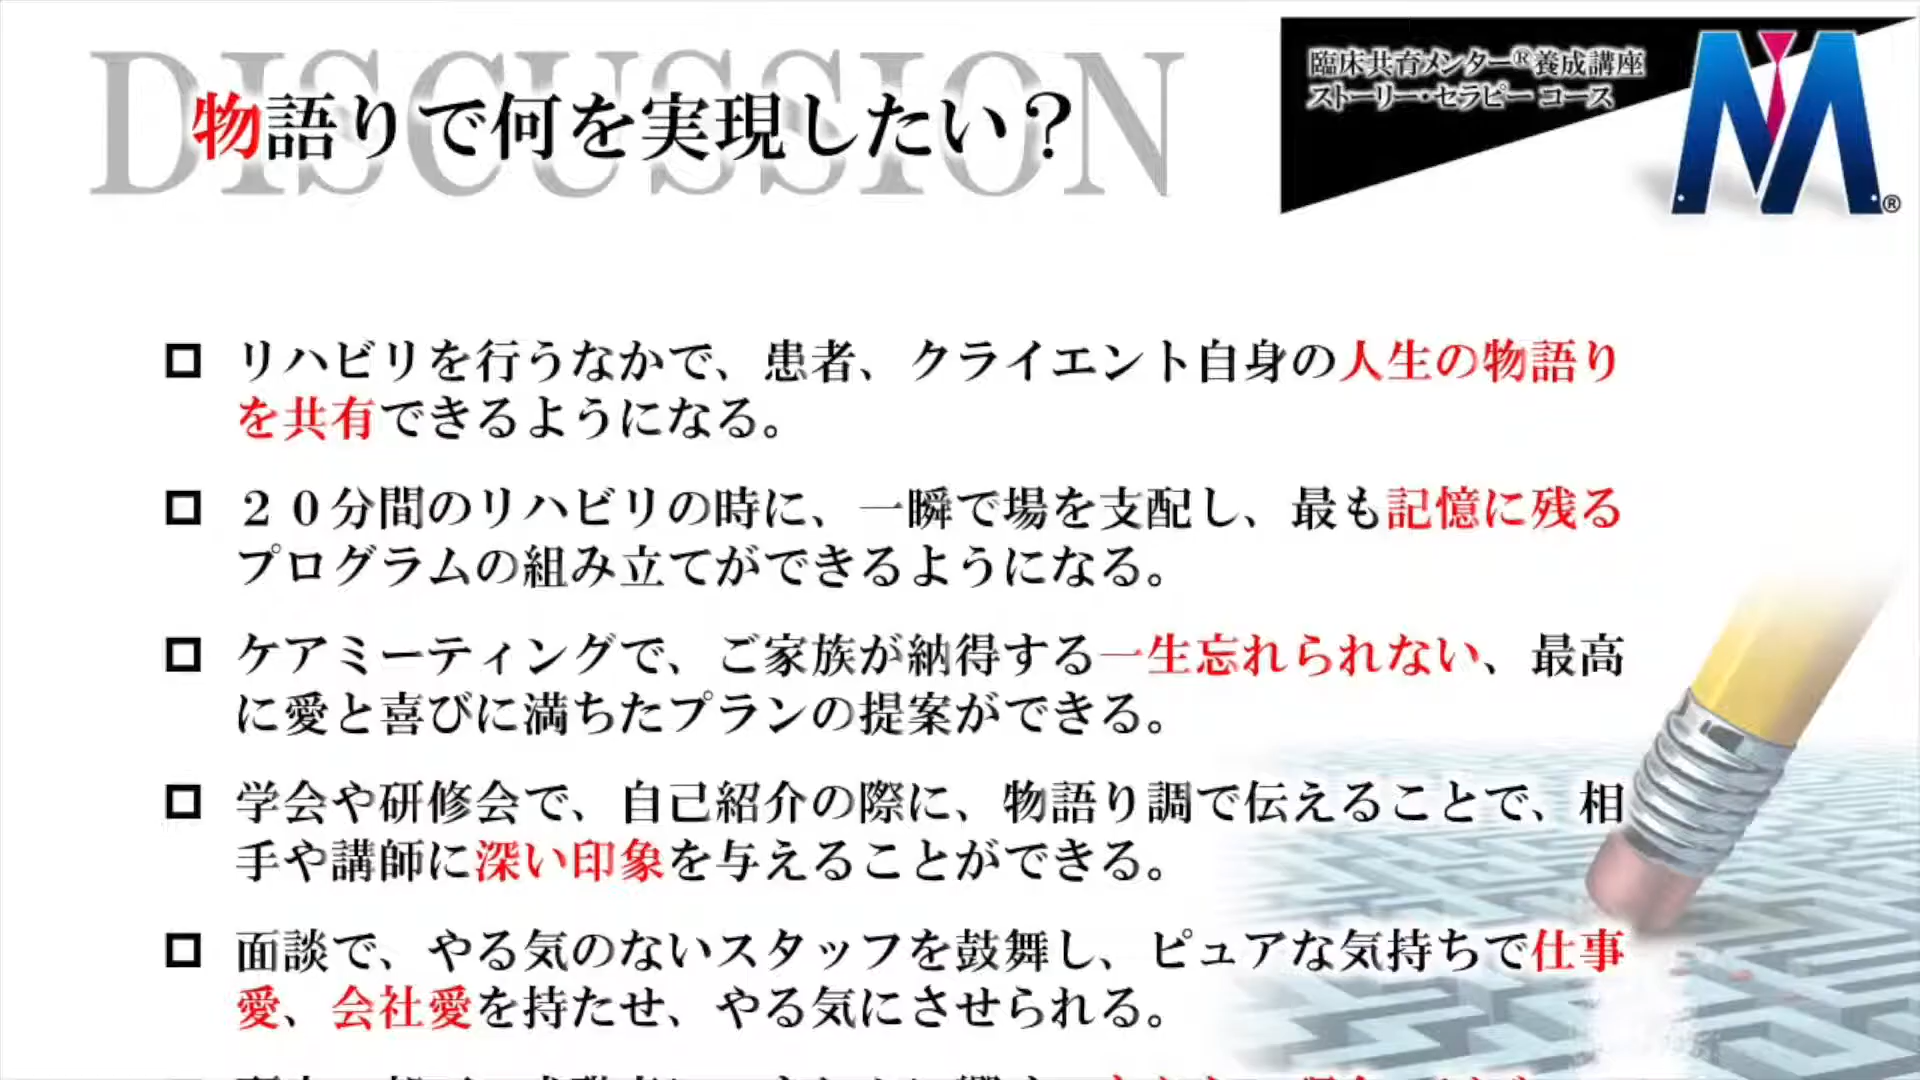 DISCUSSION
物語りで何を実現したい？
臨床共育メンター®養成講座
ストーリー・セラピー コース
®
□ リハビリを行うなかで、患者、クライエント自身の人生の物語り
を共有できるようになる。
□ ２０分間のリハビリの時に、一瞬で場を支配し、最も記憶に残る
プログラムの組み立てができるようになる。
□ ケアミーティングで、ご家族が納得する一生忘れられない、最高
に愛と喜びに満ちたプランの提案ができる。
□ 学会や研修会で、自己紹介の際に、物語り調で伝えることで、相
手や講師に深い印象を与えることができる。
□ 面談で、やる気のないスタッフを鼓舞し、ピュアな気持ちで仕事
愛、会社愛を持たせ、やる気にさせられる。